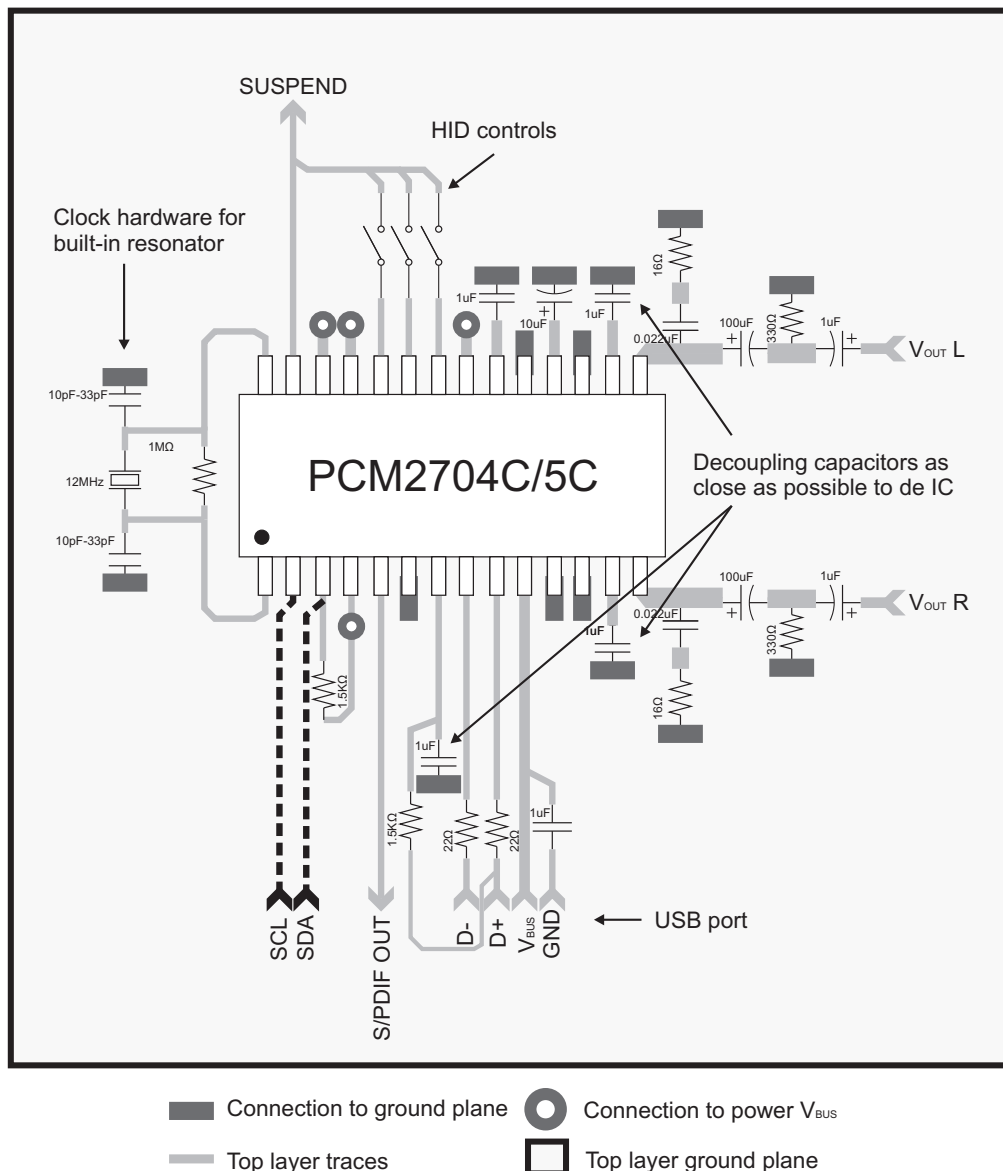 SUSPEND
HID controls
Clock hardware for
built-in resonator
16Ω
1uF
10uF
1uF
0.022uF
100uF
330Ω
1uF
VOUT L
10pF-33pF
1MΩ
12MHz
10pF-33pF
PCM2704C/5C
Decoupling capacitors as
close as possible to de IC
100uF
1uF
VOUT R
0.022uF
330Ω
16Ω
1uF
1.5KΩ
1uF
1.5KΩ
22Ω
22Ω
1uF
SCL
SDA
S/PDIF OUT
D-
D+
VBUS
GND
USB port
Connection to ground plane
Connection to power VBUS
Top layer traces
Top layer ground plane